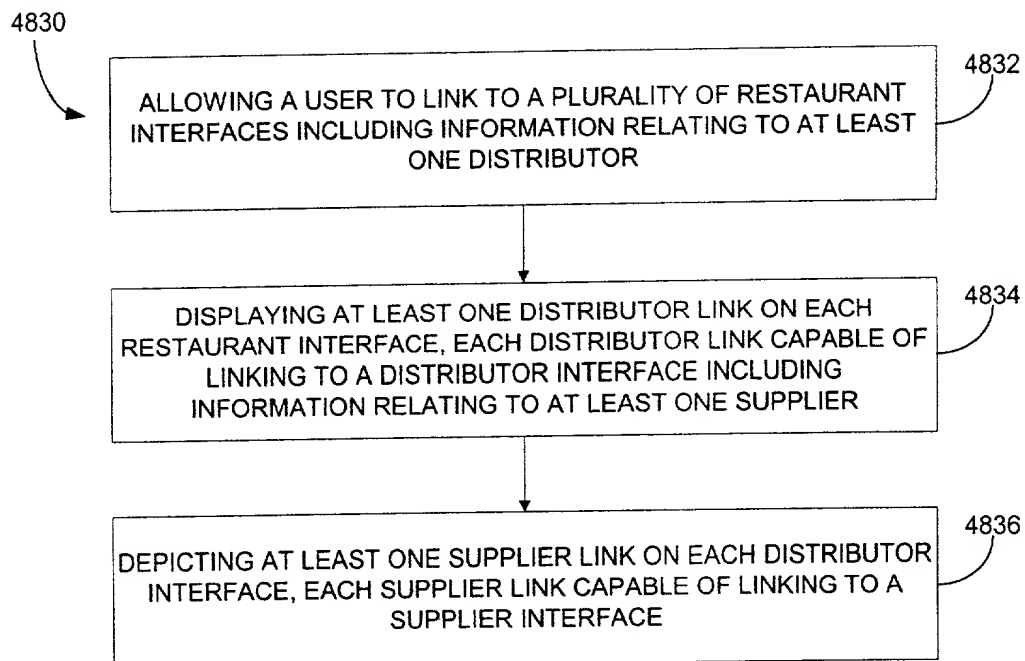 4830
4832
ALLOWING A USER TO LINK TO A PLURALITY OF RESTAURANT
INTERFACES INCLUDING INFORMATION RELATING TO AT LEAST
ONE DISTRIBUTOR
4834
DISPLAYING AT LEAST ONE DISTRIBUTOR LINK ON EACH
RESTAURANT INTERFACE, EACH DISTRIBUTOR LINK CAPABLE OF
LINKING TO A DISTRIBUTOR INTERFACE INCLUDING
INFORMATION RELATING TO AT LEAST ONE SUPPLIER
4836
DEPICTING AT LEAST ONE SUPPLIER LINK ON EACH DISTRIBUTOR
INTERFACE, EACH SUPPLIER LINK CAPABLE OF LINKING TO A
SUPPLIER INTERFACE